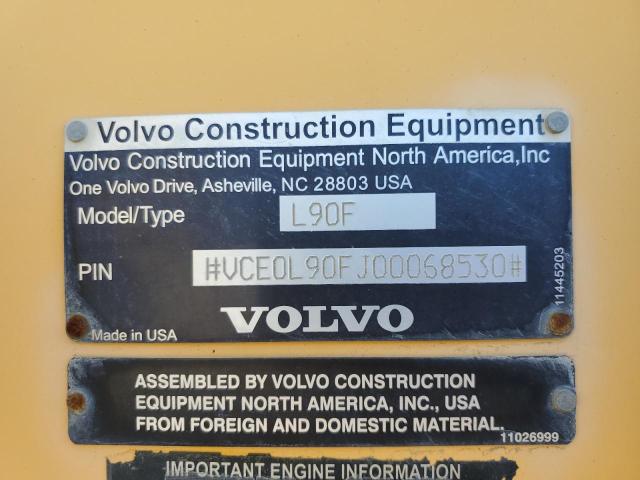 Volvo Construction Equipment
Volvo Construction Equipment North America,Inc
One Volvo Drive, Asheville, NC 28803 USA
Model/Type L90F
PIN #VCE0L90FJ00068530#
11445203
VOLVO
Made in USA
ASSEMBLED BY VOLVO CONSTRUCTION
EQUIPMENT NORTH AMERICA, INC., USA
FROM FOREIGN AND DOMESTIC MATERIAL.
11026999
IMPORTANT ENGINE INFORMATION